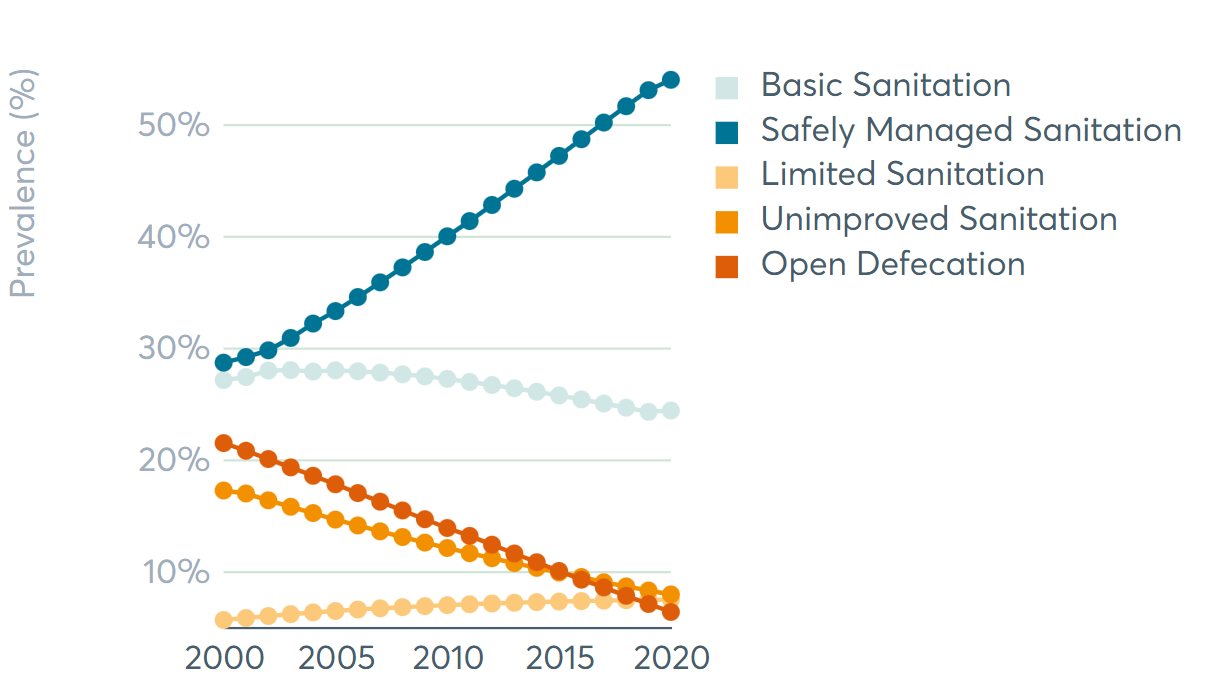 Prevalence (%)
50%
40%
30%
20%
10%
2000 2005 2010 2015 2020
Basic Sanitation
Safely Managed Sanitation
Limited Sanitation
Unimproved Sanitation
Open Defecation